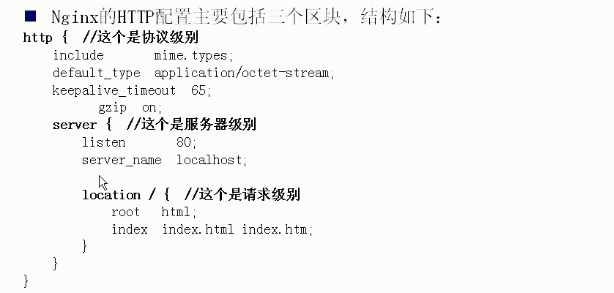 Nginx的HTTP配置主要包括三个区块，结构如下：
http { //这个是协议级别
include mime.types;
default_type application/octet-stream;
keepalive_timeout 65;
gzip on;
server { //这个是服务器级别
listen 80;
server_name localhost;
location / { //这个是请求级别
root html;
index index.html index.htm;
}
}
}